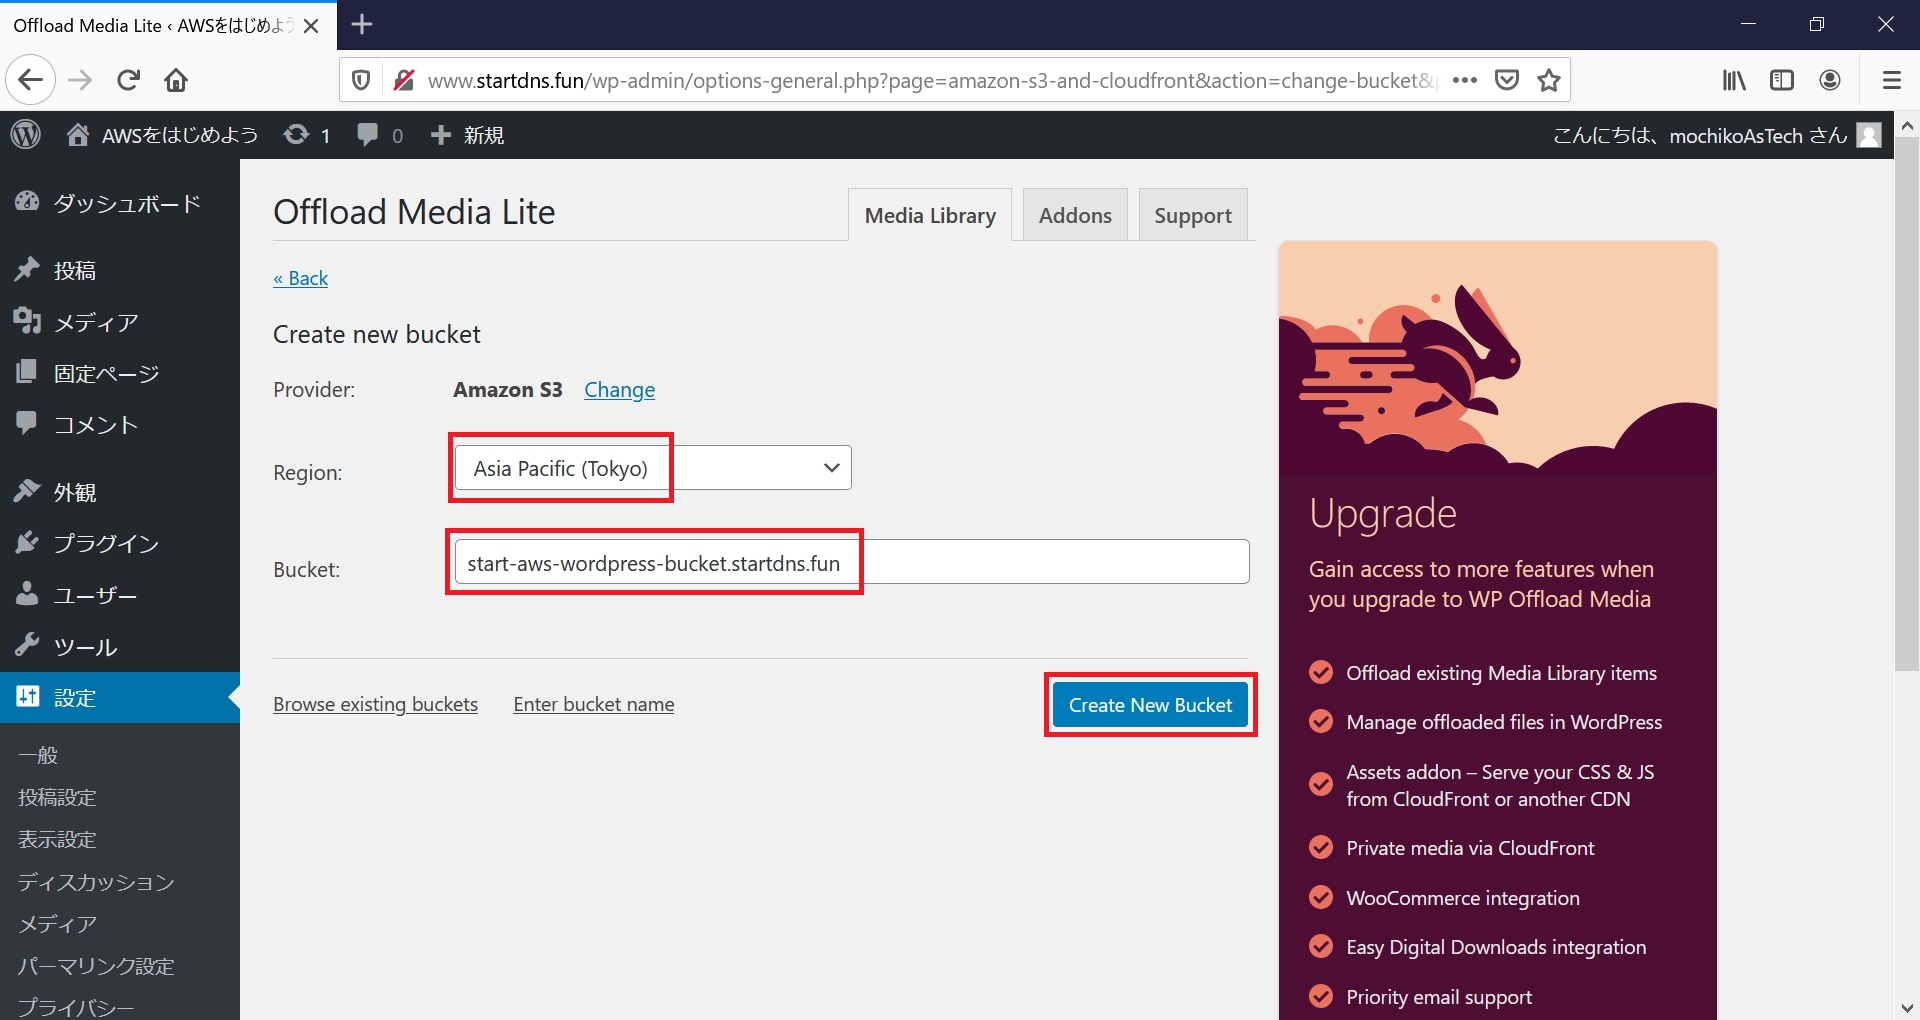 Offload Media Lite ‹ AWSをはじめよう
www.startdns.fun/wp-admin/options-general.php?page=amazon-s3-and-cloudfront&action=change-bucket&
AWSをはじめよう 1 0 新規
こんにちは、mochikoAsTech さん
ダッシュボード
投稿
メディア
固定ページ
コメント
外観
プラグイン
ユーザー
ツール
設定
一般
投稿設定
表示設定
ディスカッション
メディア
パーマリンク設定
プライバシー
Offload Media Lite
Media Library
Addons
Support
« Back
Create new bucket
Provider: Amazon S3 Change
Region: Asia Pacific (Tokyo)
Bucket: start-aws-wordpress-bucket.startdns.fun
Browse existing buckets Enter bucket name Create New Bucket
Upgrade
Gain access to more features when
you upgrade to WP Offload Media
Offload existing Media Library items
Manage offloaded files in WordPress
Assets addon – Serve your CSS & JS
from CloudFront or another CDN
Private media via CloudFront
WooCommerce integration
Easy Digital Downloads integration
Priority email support